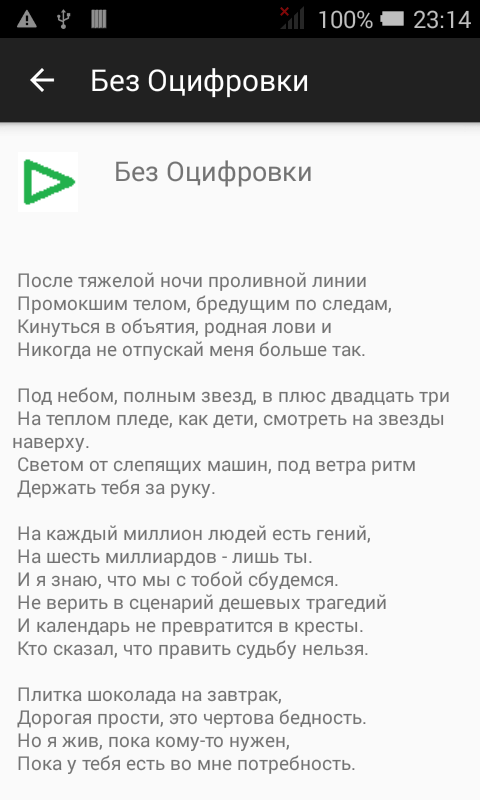 100% 23:14
Без Оцифровки
Без Оцифровки
После тяжелой ночи проливной линии
Промокшим телом, бредущим по следам,
Кинуться в объятия, родная лови и
Никогда не отпускай меня больше так.
Под небом, полным звезд, в плюс двадцать три
На теплом пледе, как дети, смотреть на звезды
наверху.
Светом от слепящих машин, под ветра ритм
Держать тебя за руку.
На каждый миллион людей есть гений,
На шесть миллиардов - лишь ты.
И я знаю, что мы с тобой сбудемся.
Не верить в сценарий дешевых трагедий
И календарь не превратится в кресты.
Кто сказал, что править судьбу нельзя.
Плитка шоколада на завтрак,
Дорогая прости, это чертова бедность.
Но я жив, пока кому-то нужен,
Пока у тебя есть во мне потребность.